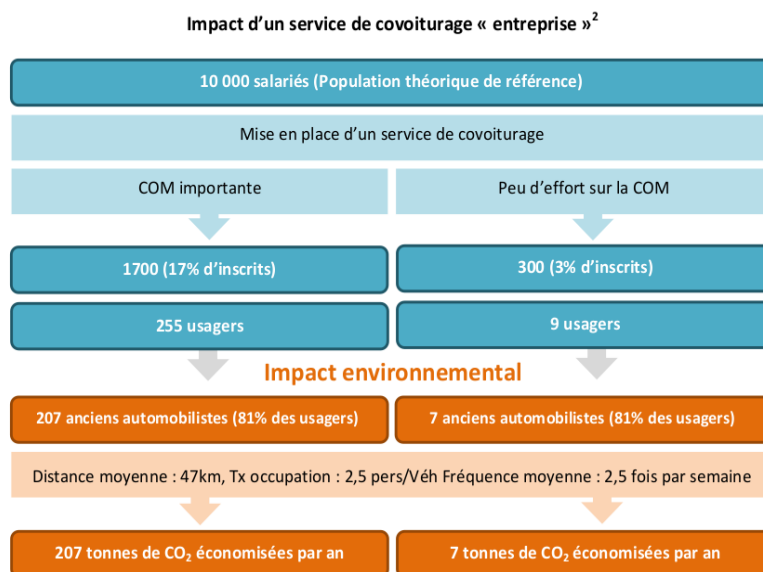 Impact d'un service de covoiturage « entreprise »²
10 000 salariés (Population théorique de référence)
Mise en place d'un service de covoiturage
COM importante
Peu d'effort sur la COM
1700 (17% d'inscrits)
300 (3% d'inscrits)
255 usagers
9 usagers
Impact environnemental
207 anciens automobilistes (81% des usagers)
7 anciens automobilistes (81% des usagers)
Distance moyenne : 47km, Tx occupation : 2,5 pers/Véh Fréquence moyenne : 2,5 fois par semaine
207 tonnes de CO₂ économisées par an
7 tonnes de CO₂ économisées par an